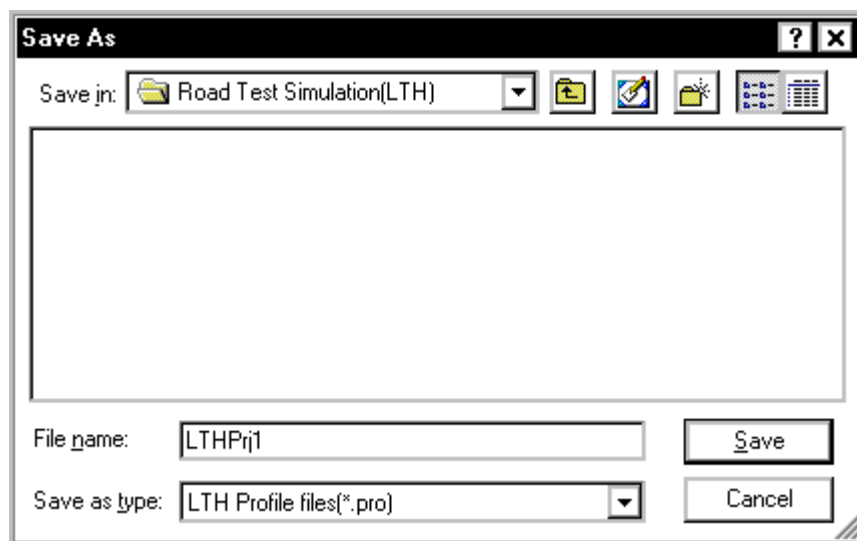 Save As
Save in: Road Test Simulation(LTH)
File name: LTHPrj1
Save
Save as type: LTH Profile files(*.pro)
Cancel